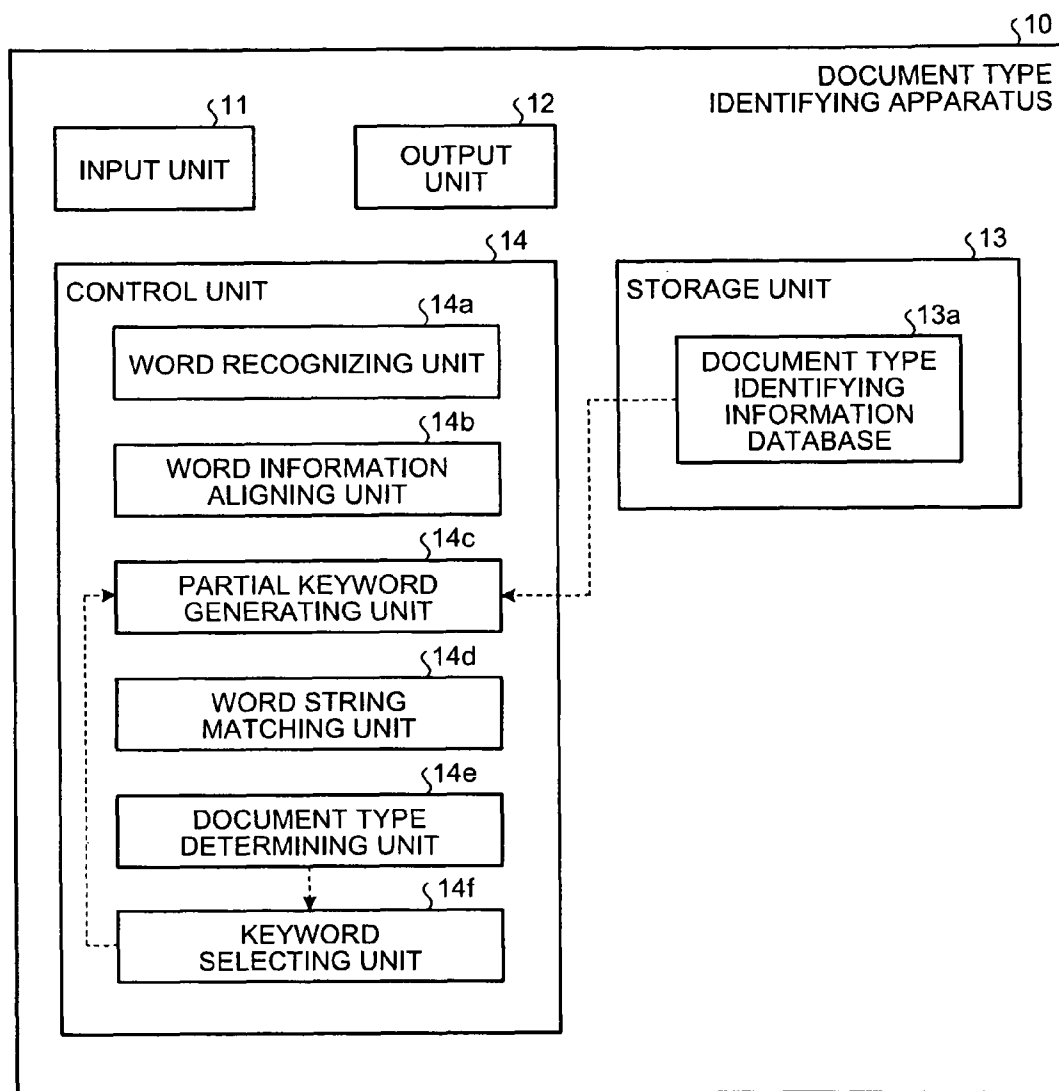 10
DOCUMENT TYPE
IDENTIFYING APPARATUS
11
INPUT UNIT
12
OUTPUT
UNIT
14
CONTROL UNIT
14a
WORD RECOGNIZING UNIT
14b
WORD INFORMATION
ALIGNING UNIT
14c
PARTIAL KEYWORD
GENERATING UNIT
14d
WORD STRING
MATCHING UNIT
14e
DOCUMENT TYPE
DETERMINING UNIT
14f
KEYWORD
SELECTING UNIT
13
STORAGE UNIT
13a
DOCUMENT TYPE
IDENTIFYING
INFORMATION
DATABASE